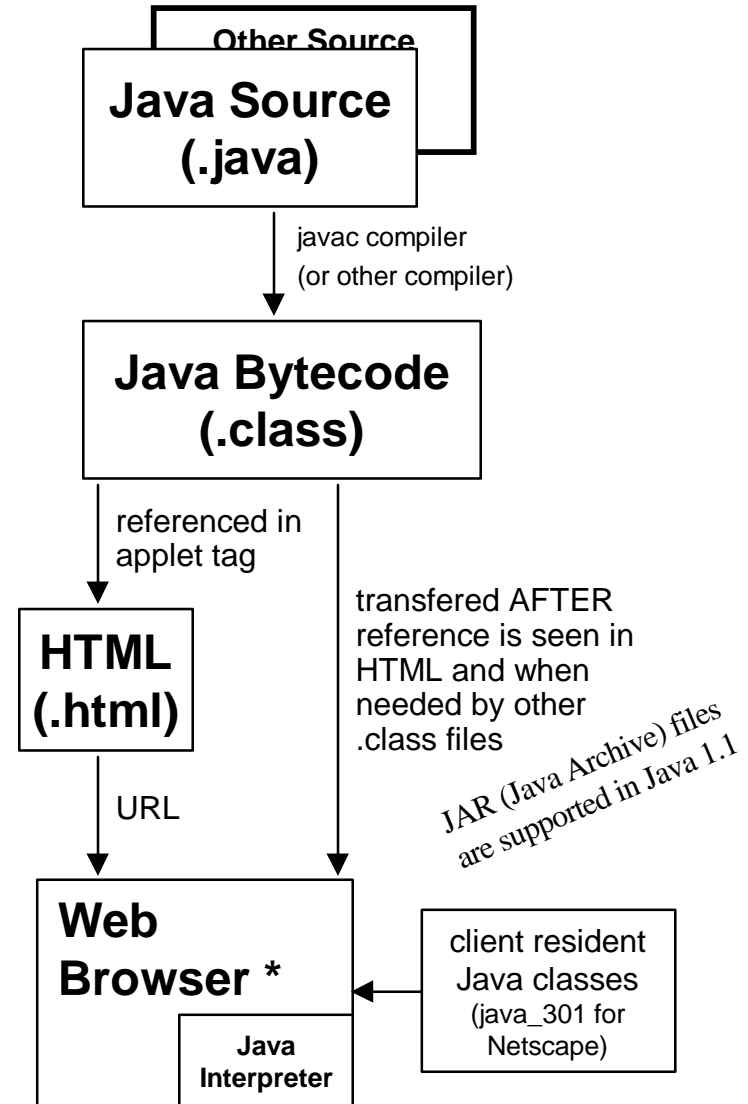 Other Source
Java Source
(.java)
javac compiler
(or other compiler)
Java Bytecode
(.class)
referenced in
applet tag
HTML
(.html)
transfered AFTER
reference is seen in
HTML and when
needed by other
.class files
JAR (Java Archive) files
are supported in Java 1.1
URL
Web
Browser *
Java
Interpreter
client resident
Java classes
(java_301 for
Netscape)